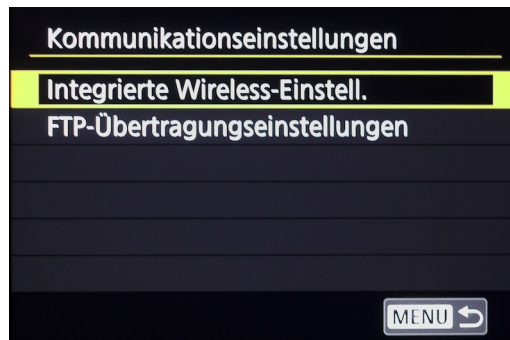 Kommunikationseinstellungen
Integrierte Wireless-Einstell.
FTP-Übertragungseinstellungen
MENU